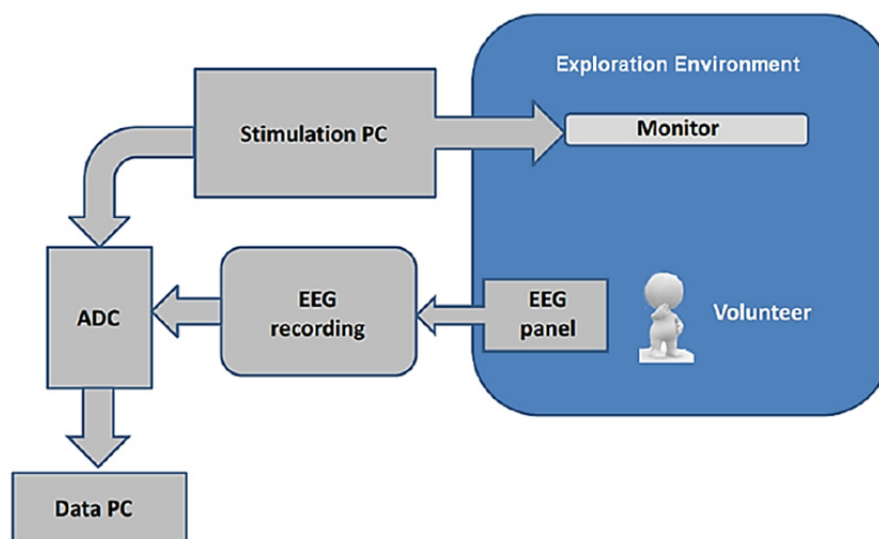 Exploration Environment
Stimulation PC
Monitor
ADC
EEG
recording
EEG
panel
Volunteer
Data PC